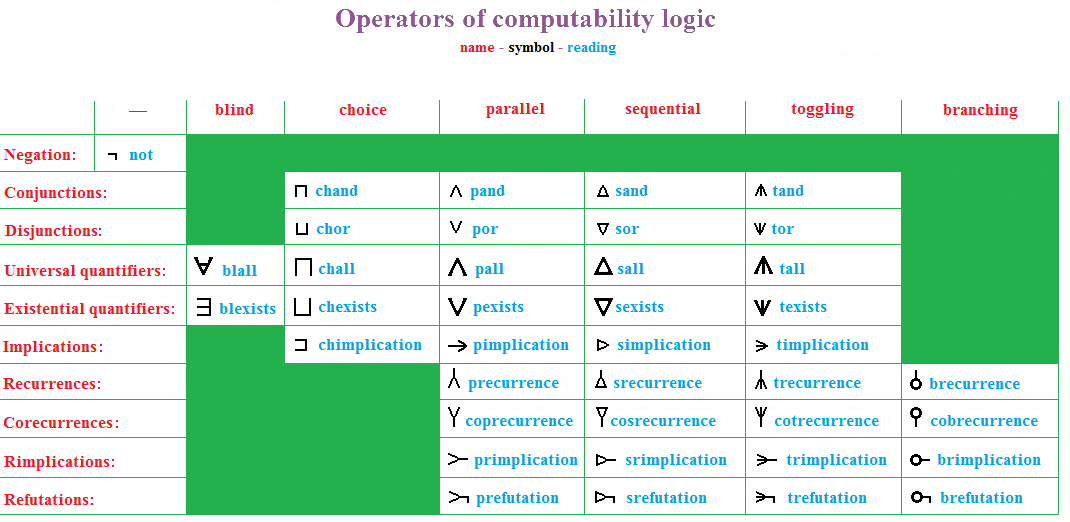 Operators of computability logic
name - symbol - reading
— blind choice parallel sequential toggling branching
Negation: ¬ not
Conjunctions: ⊓ chand ∧ pand △ sand ⩚ tand
Disjunctions: ⊔ chor ∨ por ▽ sor ⩛ tor
Universal quantifiers: ∀ blall ⊓ chall ∧ pall △ sall ⩚ tall
Existential quantifiers: ∃ blexists ⊔ chexists ∨ pexists ▽ sexists ⩛ texists
Implications: ⊐ chimplication → pimplication ▷ simplication timplication
Recurrences: precurrence srecurrence trecurrence brecurrence
Corecurrences: coprecurrence cosrecurrence cotrecurrence cobrecurrence
Rimplications: primplication srimplication trimplication brimplication
Refutations: prefutation srefutation trefutation brefutation